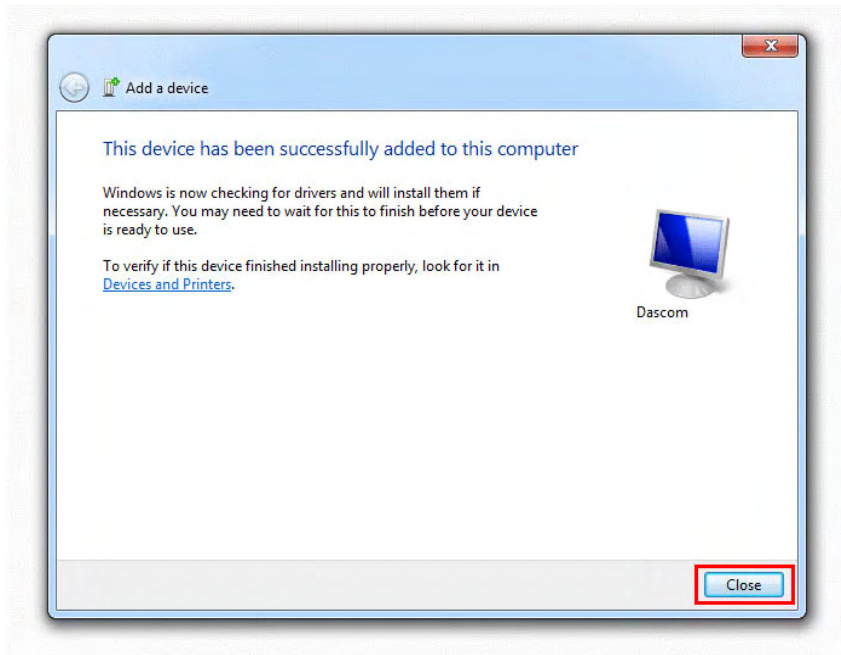 Add a device
This device has been successfully added to this computer
Windows is now checking for drivers and will install them if
necessary. You may need to wait for this to finish before your device
is ready to use.
To verify if this device finished installing properly, look for it in
Devices and Printers.
Dascom
Close